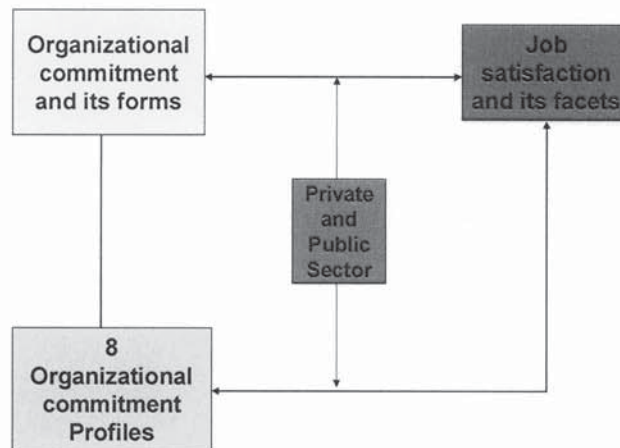 Organizational
commitment
and its forms
Job
satisfaction
and its facets
Private
and
Public
Sector
8
Organizational
commitment
Profiles